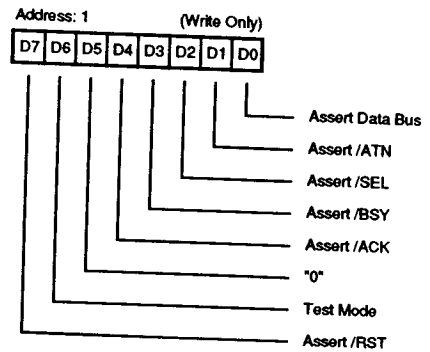 Address: 1 (Write Only)
D7 D6 D5 D4 D3 D2 D1 D0
Assert Data Bus
Assert /ATN
Assert /SEL
Assert /BSY
Assert /ACK
"0"
Test Mode
Assert /RST